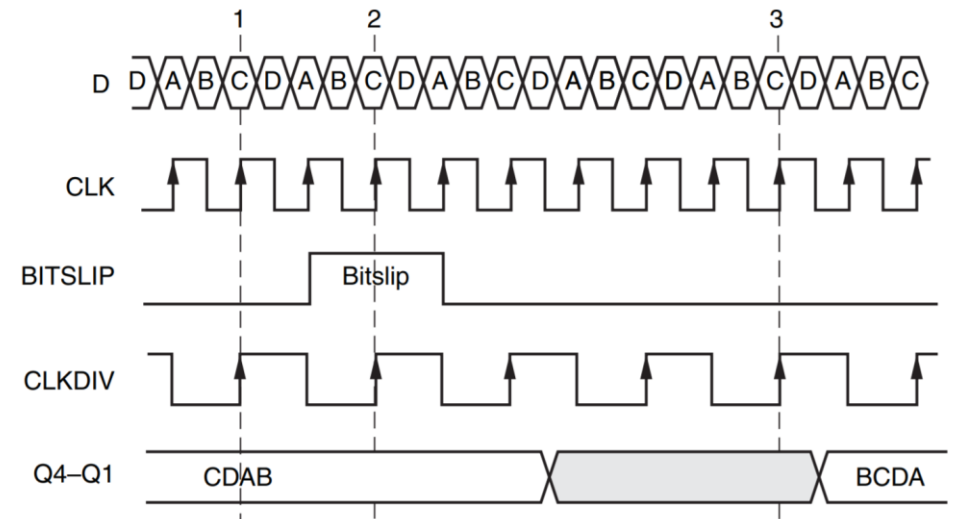 1 2 3
D D A B C D A B C D A B C D A B C D A B C D A B C
CLK
BITSLIP Bitslip
CLKDIV
Q4–Q1 CDAB BCDA